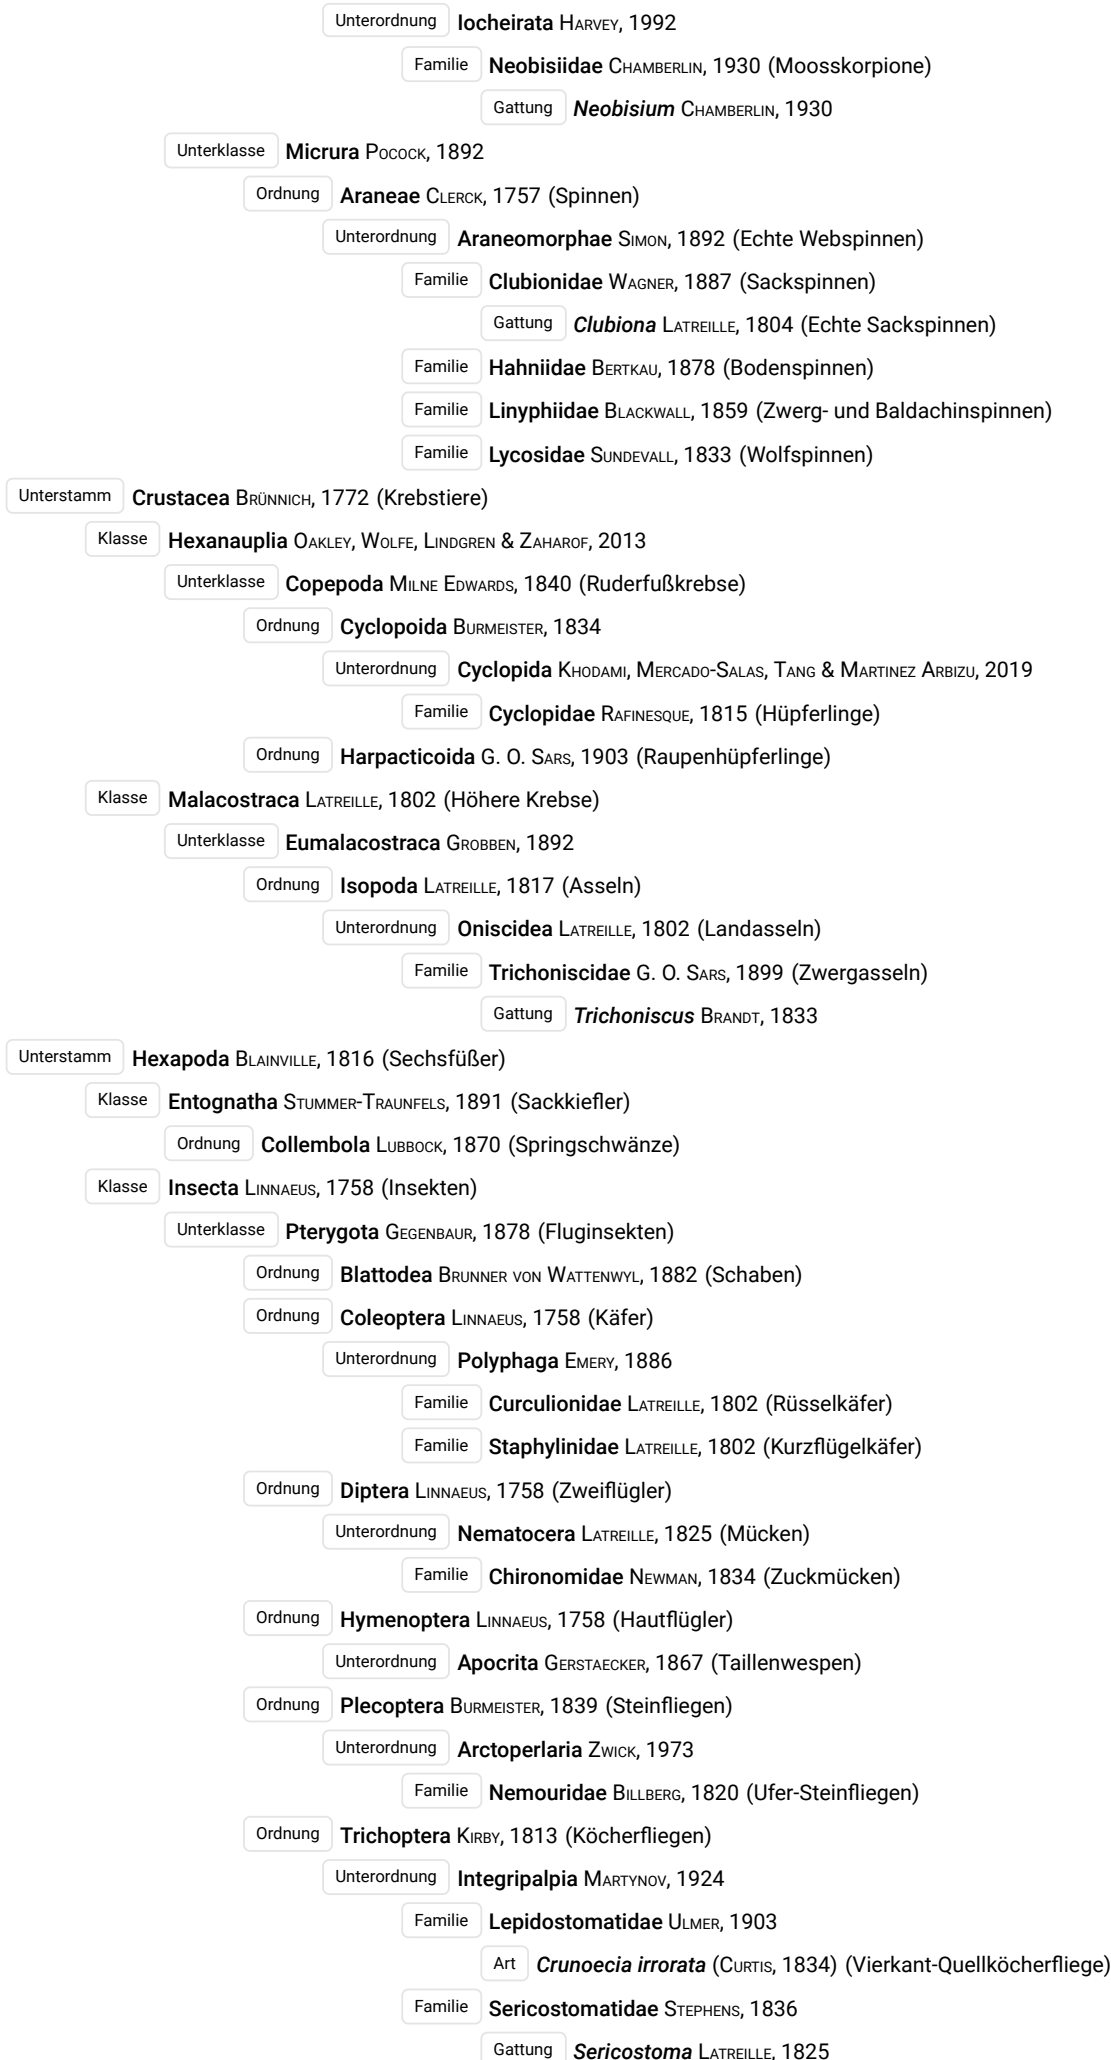 Unterordnung Iocheirata Harvey, 1992
Familie Neobisiidae Chamberlin, 1930 (Moosskorpione)
Gattung Neobisium Chamberlin, 1930
Unterklasse Micrura Pocock, 1892
Ordnung Araneae Clerck, 1757 (Spinnen)
Unterordnung Araneomorphae Simon, 1892 (Echte Webspinnen)
Familie Clubionidae Wagner, 1887 (Sackspinnen)
Gattung Clubiona Latreille, 1804 (Echte Sackspinnen)
Familie Hahniidae Bertkau, 1878 (Bodenspinnen)
Familie Linyphiidae Blackwall, 1859 (Zwerg- und Baldachinspinnen)
Familie Lycosidae Sundevall, 1833 (Wolfspinnen)
Unterstamm Crustacea Brünnich, 1772 (Krebstiere)
Klasse Hexanauplia Oakley, Wolfe, Lindgren & Zaharof, 2013
Unterklasse Copepoda Milne Edwards, 1840 (Ruderfußkrebse)
Ordnung Cyclopoida Burmeister, 1834
Unterordnung Cyclopida Khodami, Mercado-Salas, Tang & Martinez Arbizu, 2019
Familie Cyclopidae Rafinesque, 1815 (Hüpferlinge)
Ordnung Harpacticoida G. O. Sars, 1903 (Raupenhüpferlinge)
Klasse Malacostraca Latreille, 1802 (Höhere Krebse)
Unterklasse Eumalacostraca Grobben, 1892
Ordnung Isopoda Latreille, 1817 (Asseln)
Unterordnung Oniscidea Latreille, 1802 (Landasseln)
Familie Trichoniscidae G. O. Sars, 1899 (Zwergasseln)
Gattung Trichoniscus Brandt, 1833
Unterstamm Hexapoda Blainville, 1816 (Sechsfüßer)
Klasse Entognatha Stummer-Traunfels, 1891 (Sackkiefler)
Ordnung Collembola Lubbock, 1870 (Springschwänze)
Klasse Insecta Linnaeus, 1758 (Insekten)
Unterklasse Pterygota Gegenbaur, 1878 (Fluginsekten)
Ordnung Blattodea Brunner von Wattenwyl, 1882 (Schaben)
Ordnung Coleoptera Linnaeus, 1758 (Käfer)
Unterordnung Polyphaga Emery, 1886
Familie Curculionidae Latreille, 1802 (Rüsselkäfer)
Familie Staphylinidae Latreille, 1802 (Kurzflügelkäfer)
Ordnung Diptera Linnaeus, 1758 (Zweiflügler)
Unterordnung Nematocera Latreille, 1825 (Mücken)
Familie Chironomidae Newman, 1834 (Zuckmücken)
Ordnung Hymenoptera Linnaeus, 1758 (Hautflügler)
Unterordnung Apocrita Gerstaecker, 1867 (Taillenwespen)
Ordnung Plecoptera Burmeister, 1839 (Steinfliegen)
Unterordnung Arctoperlaria Zwick, 1973
Familie Nemouridae Billberg, 1820 (Ufer-Steinfliegen)
Ordnung Trichoptera Kirby, 1813 (Köcherfliegen)
Unterordnung Integripalpia Martynov, 1924
Familie Lepidostomatidae Ulmer, 1903
Art Crunoecia irrorata (Curtis, 1834) (Vierkant-Quellköcherfliege)
Familie Sericostomatidae Stephens, 1836
Gattung Sericostoma Latreille, 1825